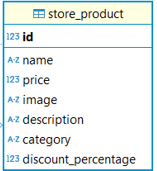 store_product
123 id
A-Z name
123 price
A-Z image
A-Z description
A-Z category
123 discount_percentage